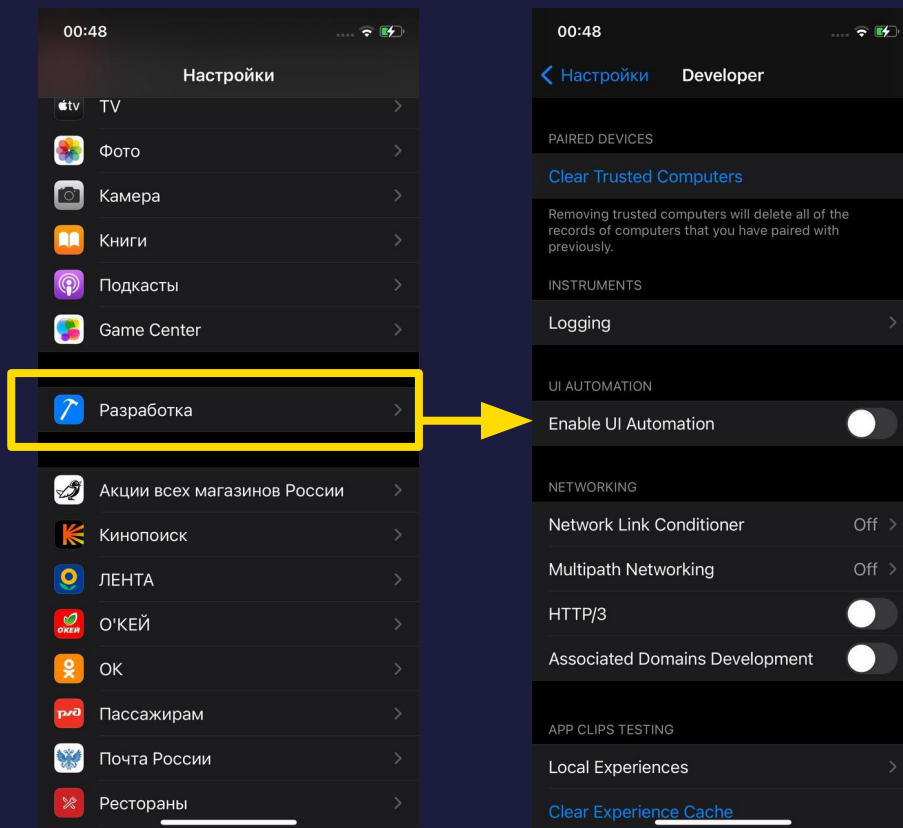 00:48
Настройки
tv TV
Фото
Камера
Книги
Подкасты
Game Center
Разработка
Акции всех магазинов России
Кинопоиск
ЛЕНТА
О'КЕЙ О'КЕЙ
ОК
ржд Пассажирам
Почта России
Рестораны
00:48
Настройки Developer
PAIRED DEVICES
Clear Trusted Computers
Removing trusted computers will delete all of the
records of computers that you have paired with
previously.
INSTRUMENTS
Logging
UI AUTOMATION
Enable UI Automation
NETWORKING
Network Link Conditioner Off
Multipath Networking Off
HTTP/3
Associated Domains Development
APP CLIPS TESTING
Local Experiences
Clear Experience Cache